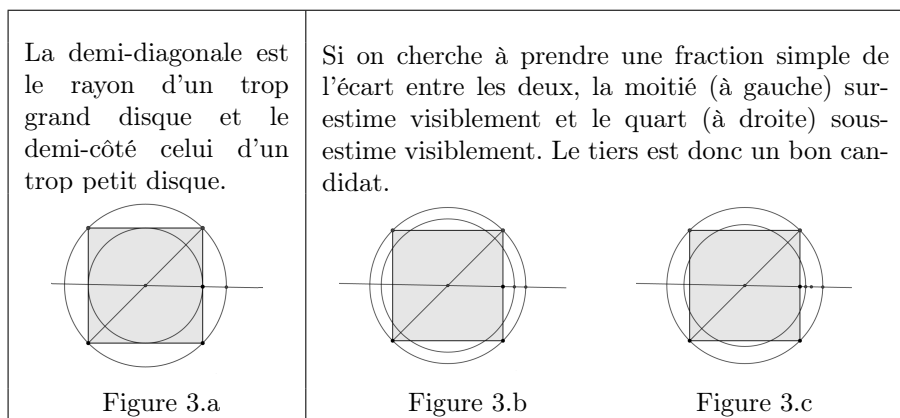 La demi-diagonale est
le rayon d'un trop
grand disque et le
demi-côté celui d'un
trop petit disque.
Figure 3.a
Si on cherche à prendre une fraction simple de
l'écart entre les deux, la moitié (à gauche) sur-
estime visiblement et le quart (à droite) sous-
estime visiblement. Le tiers est donc un bon can-
didat.
Figure 3.b
Figure 3.c